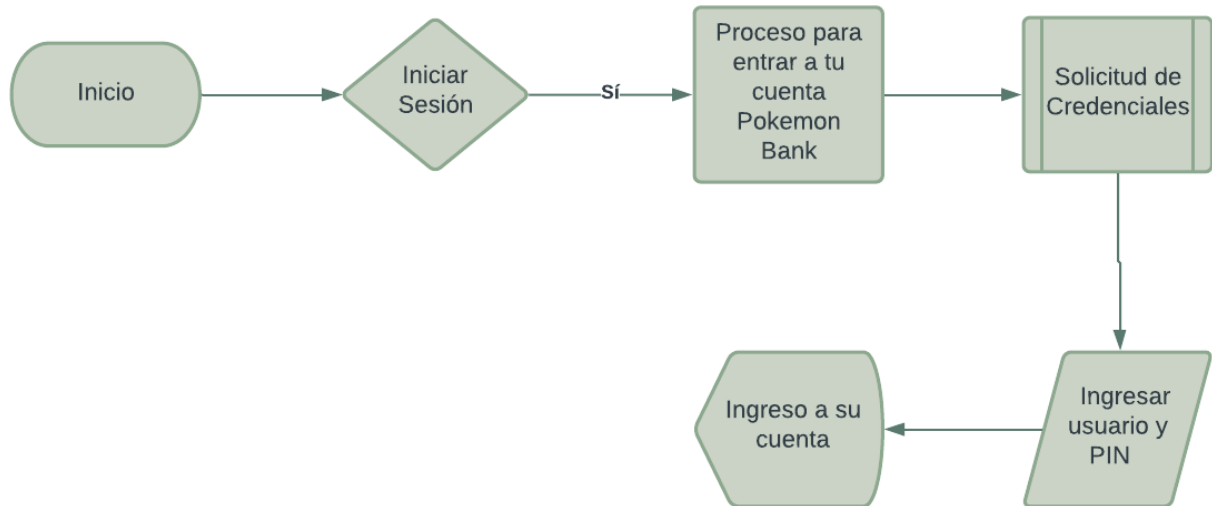 Inicio
Iniciar
Sesión
Sí
Proceso para
entrar a tu
cuenta
Pokemon
Bank
Solicitud de
Credenciales
Ingresar
usuario y
PIN
Ingreso a su
cuenta